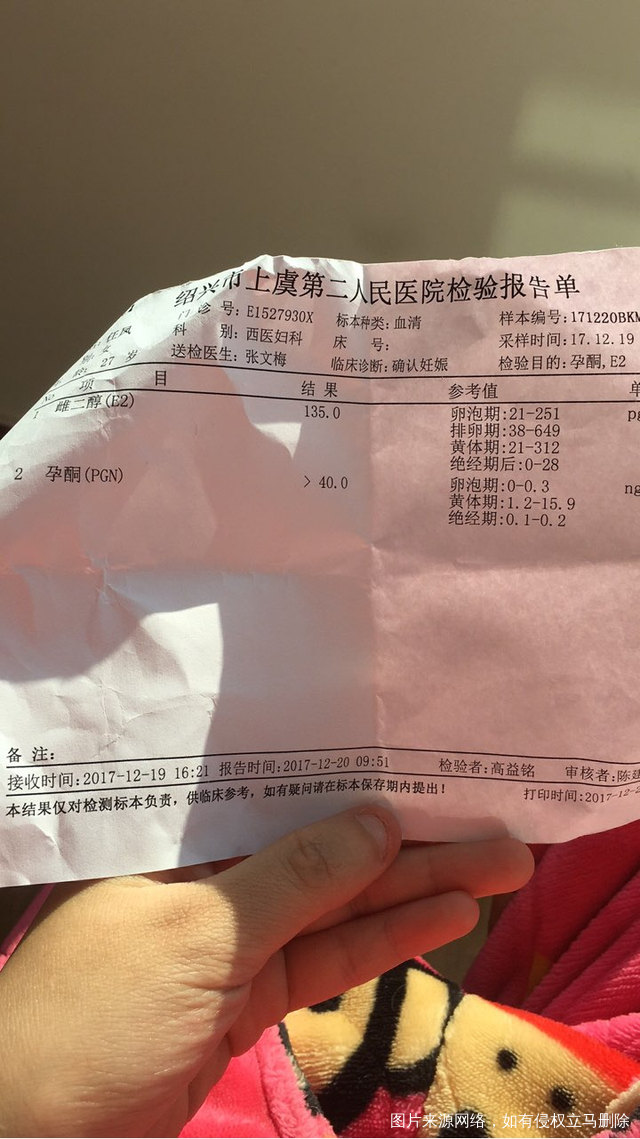 绍兴市上虞第二人民医院检验报告单
门诊号:E1527930X 标本种类:血清 样本编号:171220BKM
科 别:西医妇科 床 号: 采样时间:17.12.19
27 岁 送检医生:张文梅 临床诊断:确认妊娠 检验目的:孕酮,E2
No 项 目 结果 参考值
1 雌二醇(E2) 135.0 卵泡期:21-251 pg
排卵期:38-649
黄体期:21-312
绝经期后:0-28
2 孕酮(PGN) > 40.0 卵泡期:0-0.3 ng
黄体期:1.2-15.9
绝经期:0.1-0.2
备 注:
接收时间:2017-12-19 16:21 报告时间:2017-12-20 09:51 检验者:高益铭 审核者:陈建
本结果仅对检测标本负责，供临床参考，如有疑问请在标本保存期内提出! 打印时间:2017-12-2
图片来源网络，如有侵权立马删除